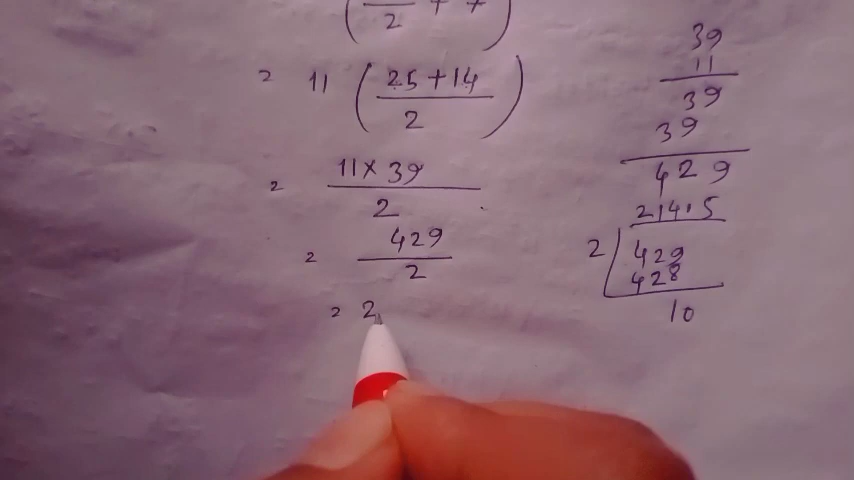 ( 2 + 7 )
= 11 ( 25 + 14 / 2 )
= 11 × 39 / 2
= 429 / 2
= 2
39
11
39
39
429
214.5
2 429
428
10